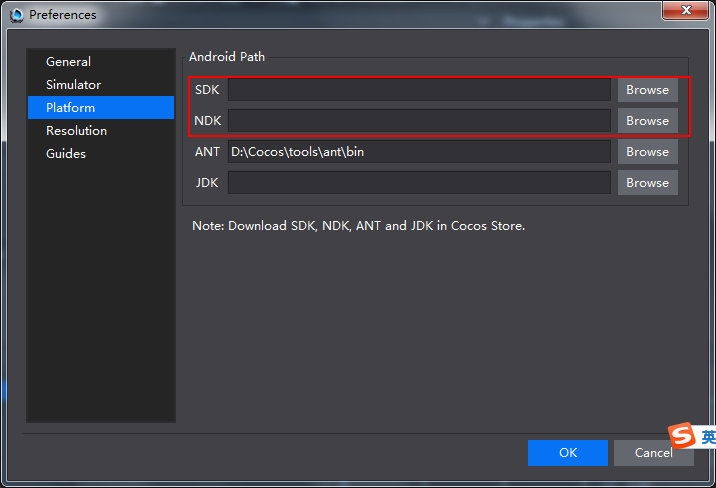 Preferences
General
Simulator
Platform
Resolution
Guides
Android Path
SDK Browse
NDK Browse
ANT D:\Cocos\tools\ant\bin Browse
JDK Browse
Note: Download SDK, NDK, ANT and JDK in Cocos Store.
OK Cancel
S 英